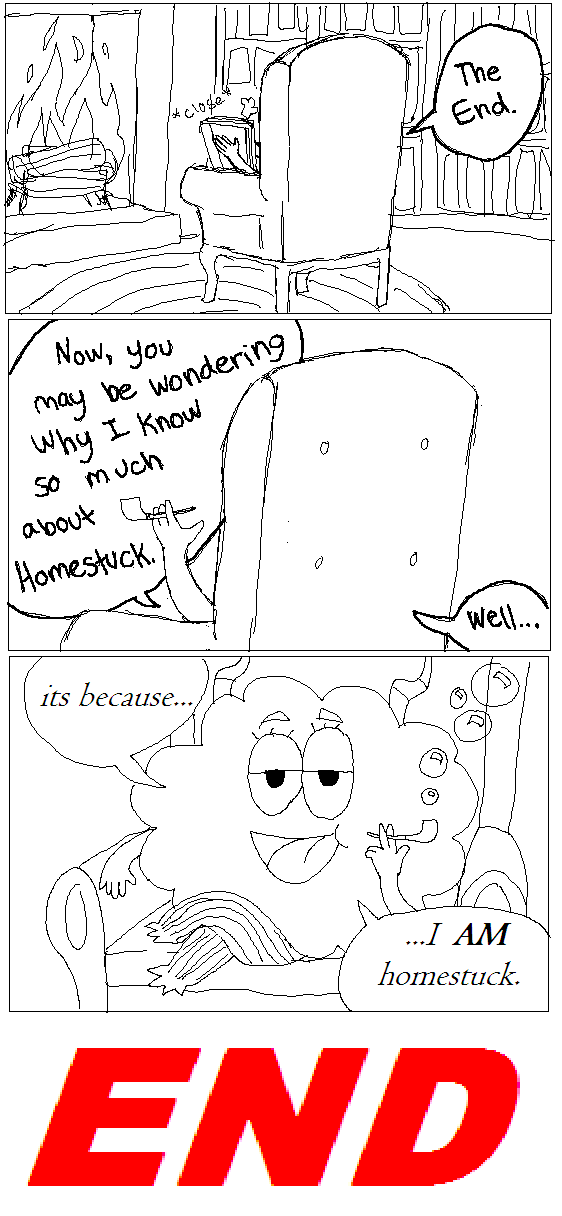 *close*
The
End.
Now, you
may be wondering
why I know
so much
about
Homestuck.
Well...
its because...
...I AM
homestuck.
END